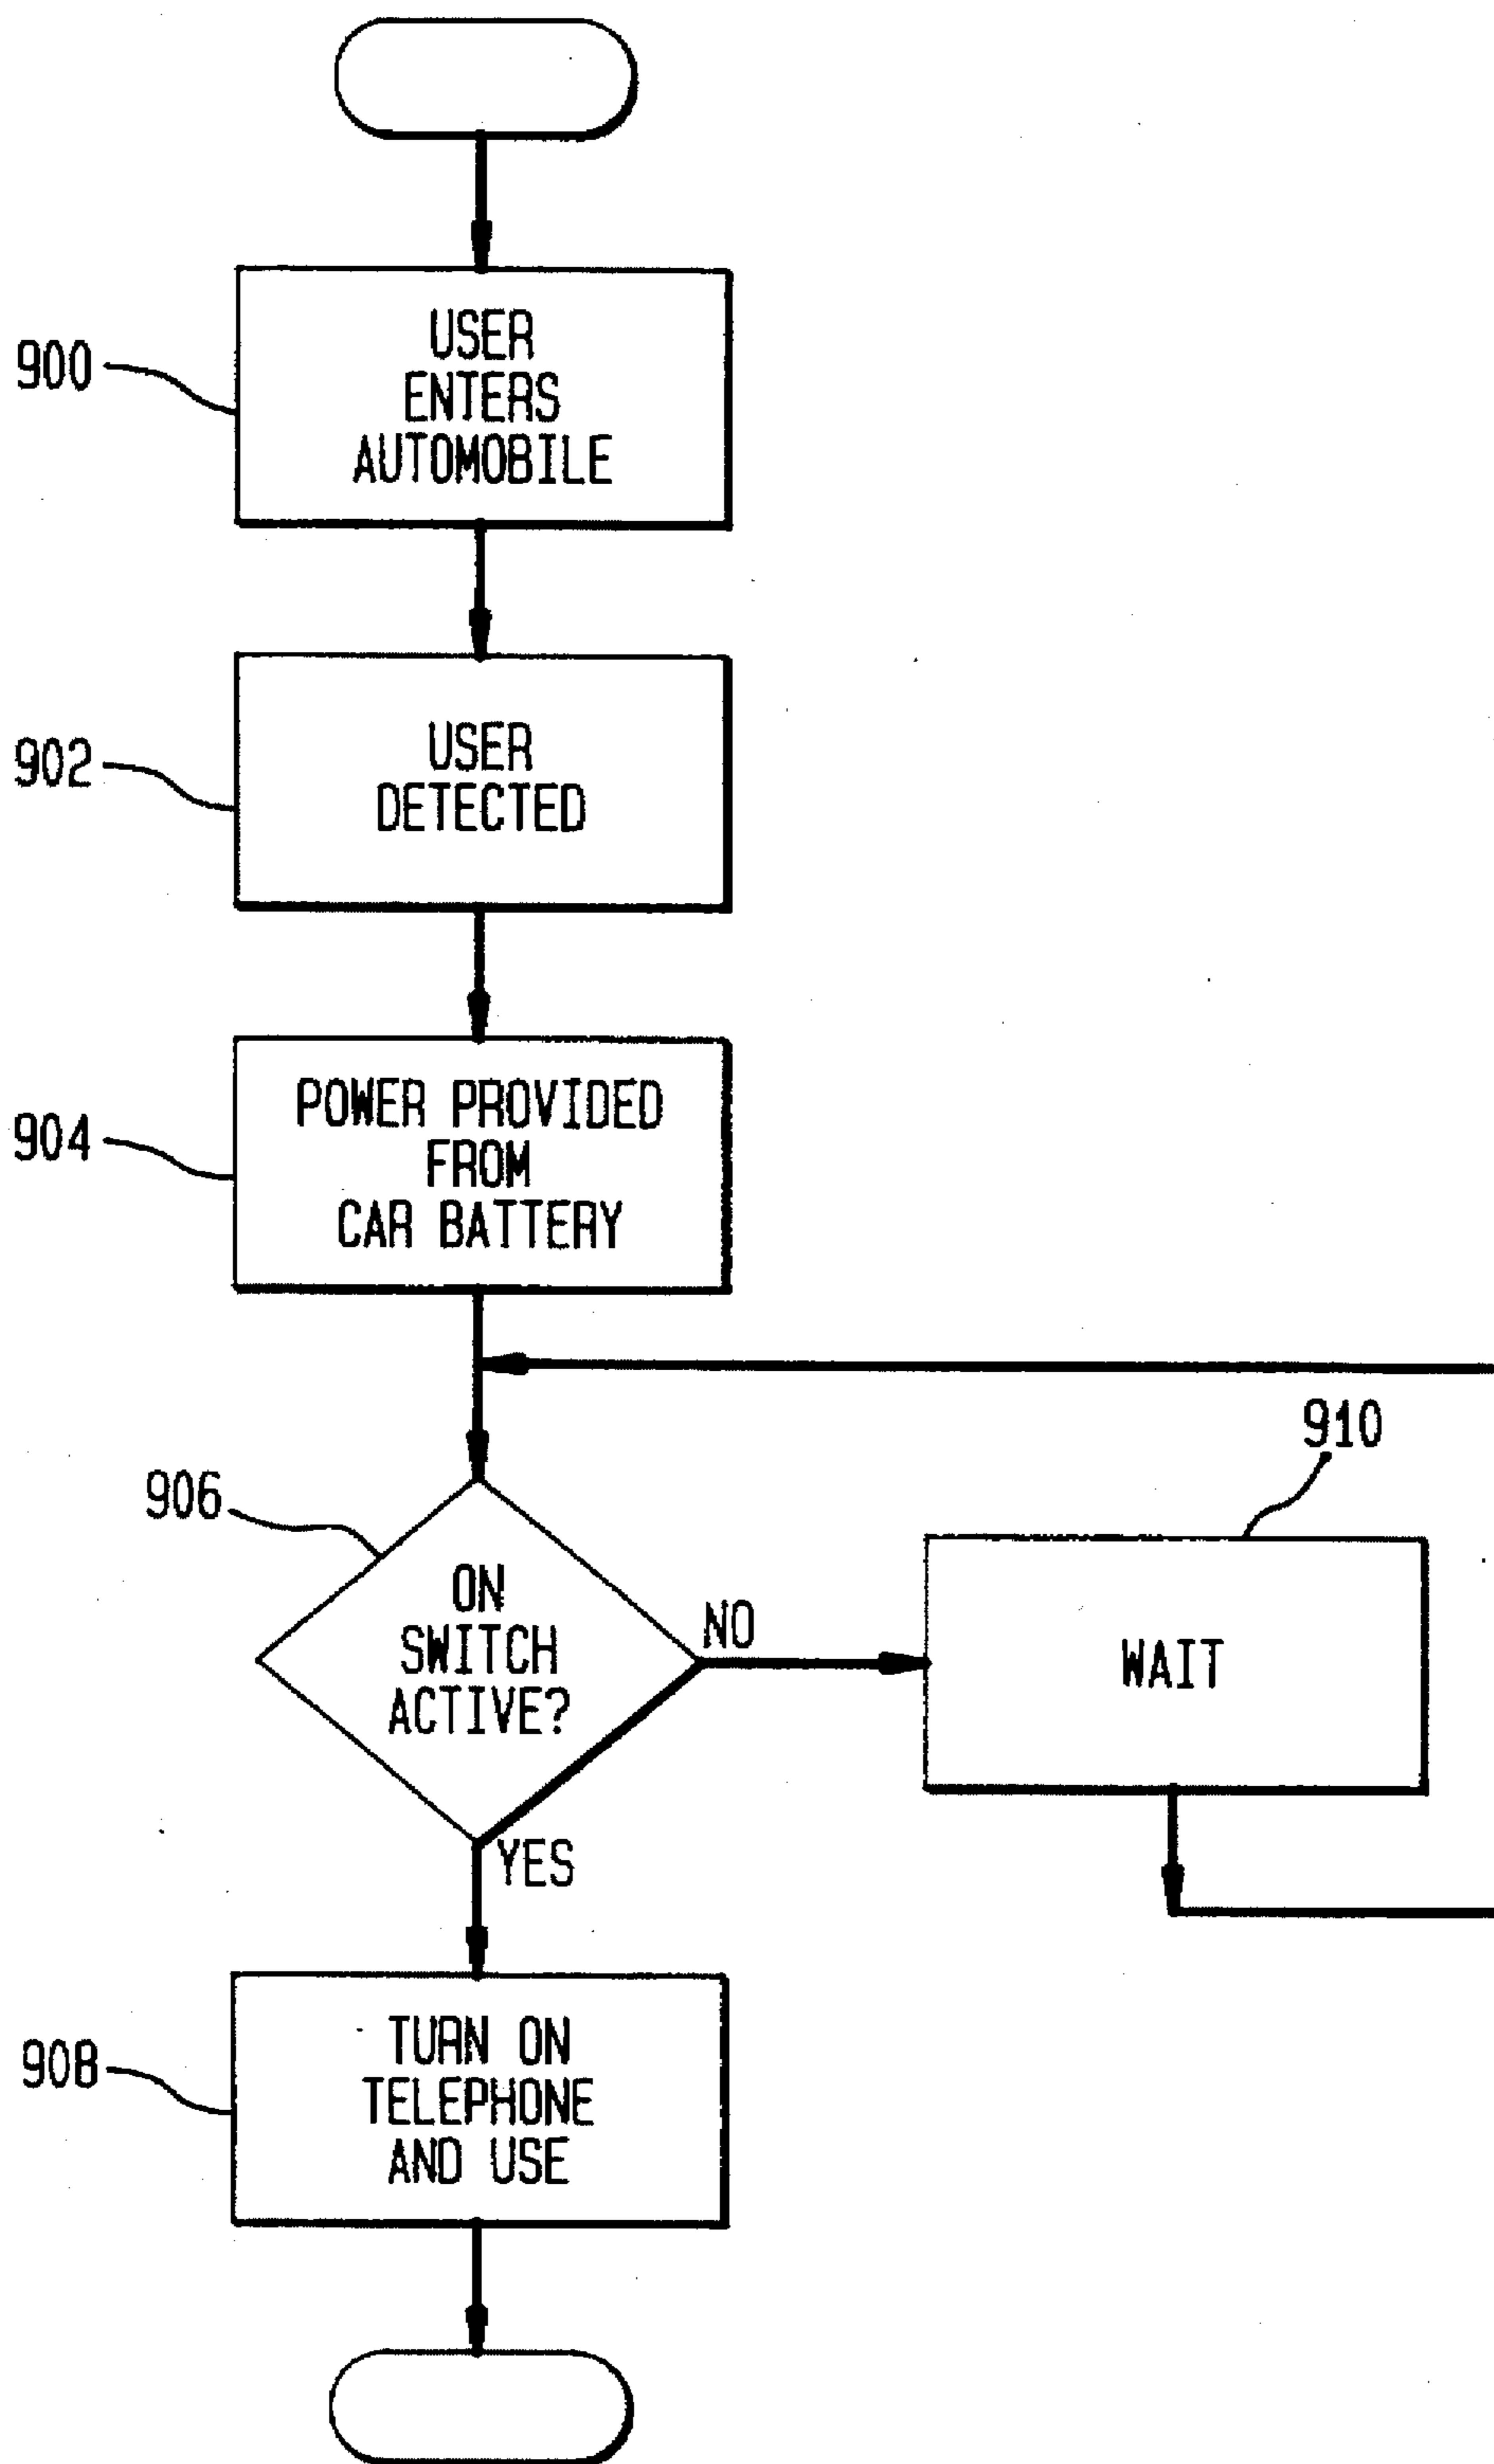 900
USER
ENTERS
AUTOMOBILE
902
USER
DETECTED
904
POWER PROVIDED
FROM
CAR BATTERY
906
ON
SWITCH
ACTIVE?
NO
910
WAIT
YES
908
TURN ON
TELEPHONE
AND USE